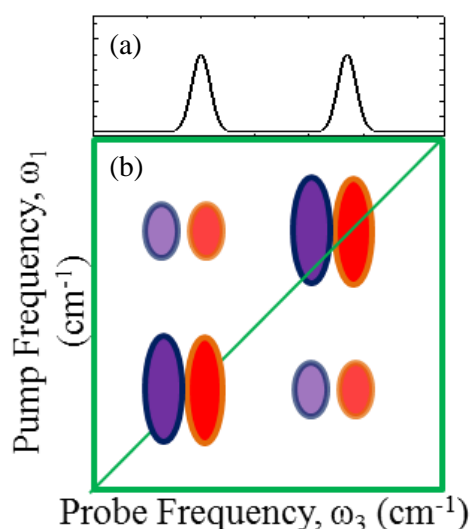 (a)
(b)
Pump Frequency, ω₁
(cm⁻¹)
Probe Frequency, ω₃ (cm⁻¹)